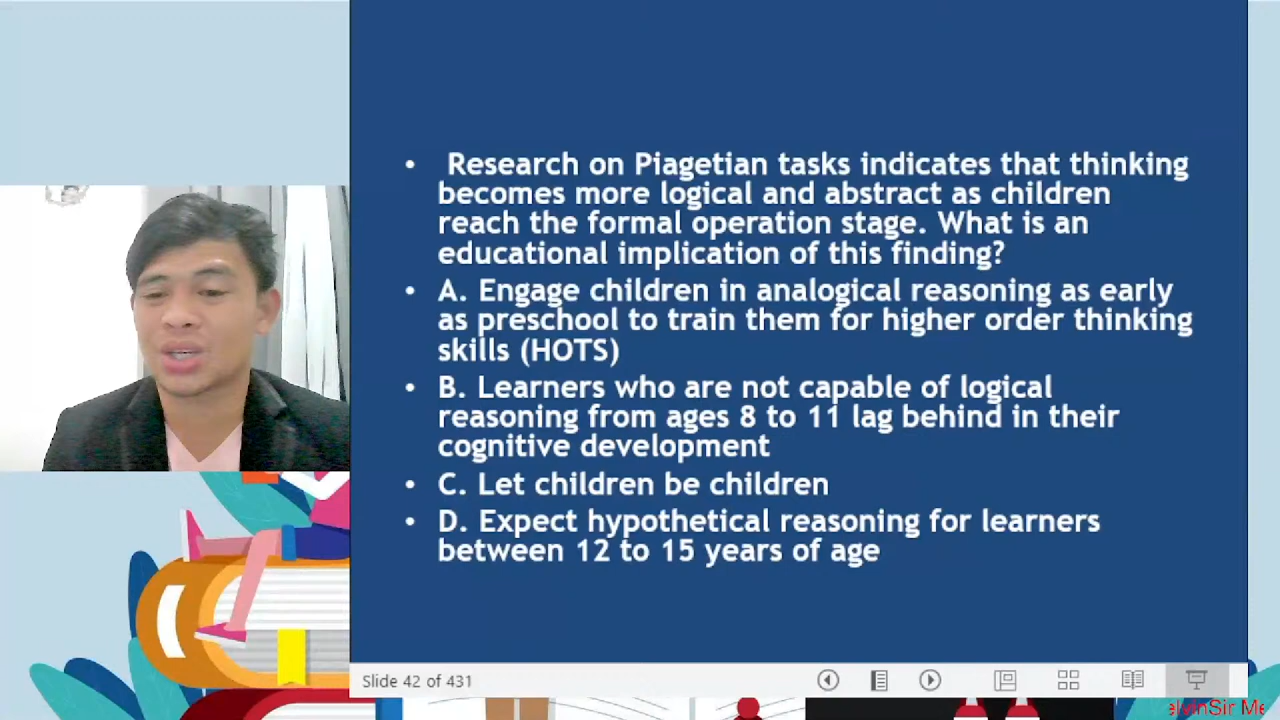 Research on Piagetian tasks indicates that thinking
becomes more logical and abstract as children
reach the formal operation stage. What is an
educational implication of this finding?
A. Engage children in analogical reasoning as early
as preschool to train them for higher order thinking
skills (HOTS)
B. Learners who are not capable of logical
reasoning from ages 8 to 11 lag behind in their
cognitive development
C. Let children be children
D. Expect hypothetical reasoning for learners
between 12 to 15 years of age
Slide 42 of 431